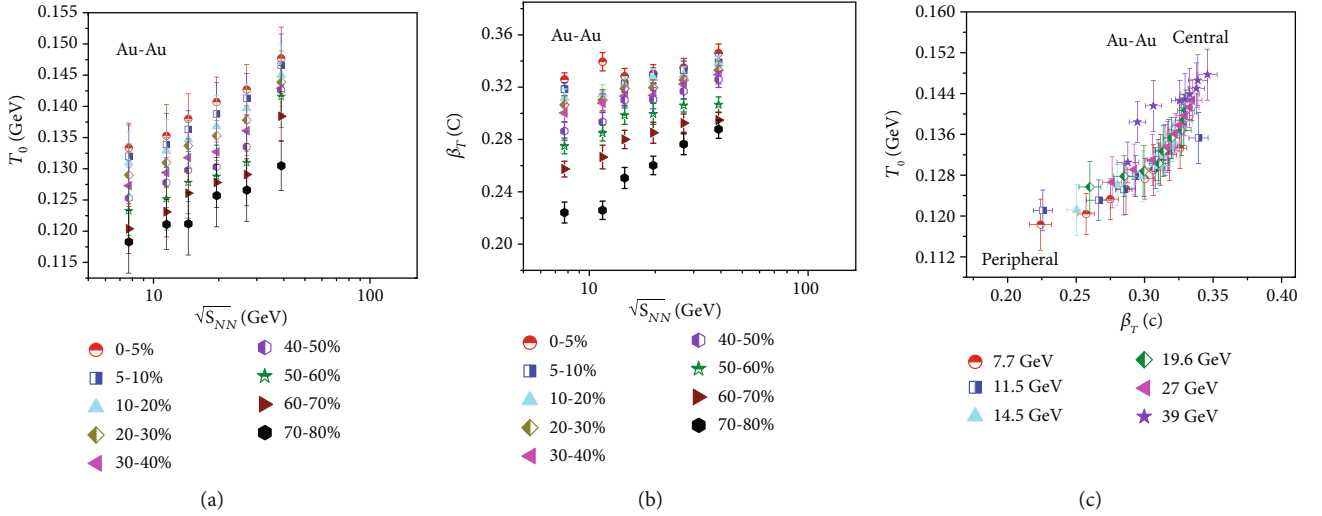 0.155
0.150
0.145
0.140
0.135
0.130
0.125
0.120
0.115
T0 (GeV)
Au-Au
10
100
√SNN (GeV)
0-5%
5-10%
10-20%
20-30%
30-40%
40-50%
50-60%
60-70%
70-80%
(a)
0.36
0.32
0.28
0.24
0.20
βT (C)
Au-Au
10
100
√SNN (GeV)
0-5%
5-10%
10-20%
20-30%
30-40%
40-50%
50-60%
60-70%
70-80%
(b)
0.160
0.152
0.144
0.136
0.128
0.120
0.112
To (GeV)
Au-Au
Central
Peripheral
0.20
0.25
0.30
0.35
0.40
βT (c)
7.7 GeV
11.5 GeV
14.5 GeV
19.6 GeV
27 GeV
39 GeV
(c)